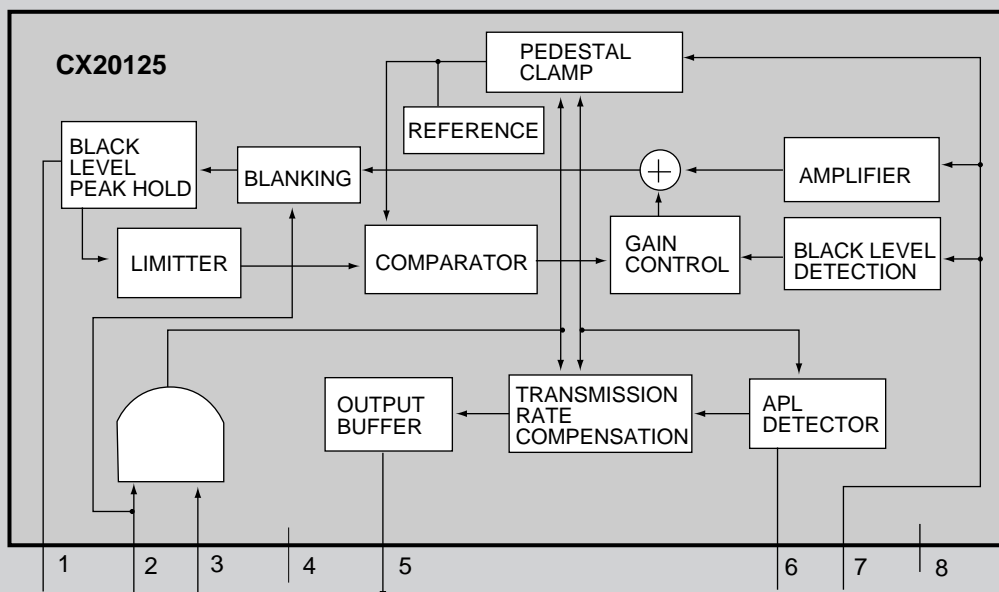 CX20125
PEDESTAL
CLAMP
REFERENCE
BLACK
LEVEL
PEAK HOLD
BLANKING
+
AMPLIFIER
LIMITTER
COMPARATOR
GAIN
CONTROL
BLACK LEVEL
DETECTION
OUTPUT
BUFFER
TRANSMISSION
RATE
COMPENSATION
APL
DETECTOR
1 2 3 4 5 6 7 8